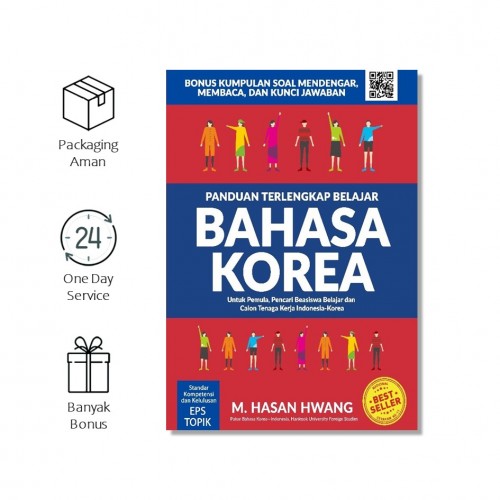 Packaging
Aman
24
One Day
Service
Banyak
Bonus
BONUS KUMPULAN SOAL MENDENGAR,
MEMBACA, DAN KUNCI JAWABAN
PANDUAN TERLENGKAP BELAJAR
BAHASA
KOREA
Untuk Pemula, Pencari Beasiswa Belajar dan
Calon Tenaga Kerja Indonesia-Korea
Standar
Kompetensi
dan Kelulusan
EPS
TOPIK
M. HASAN HWANG
BEST
SELLER